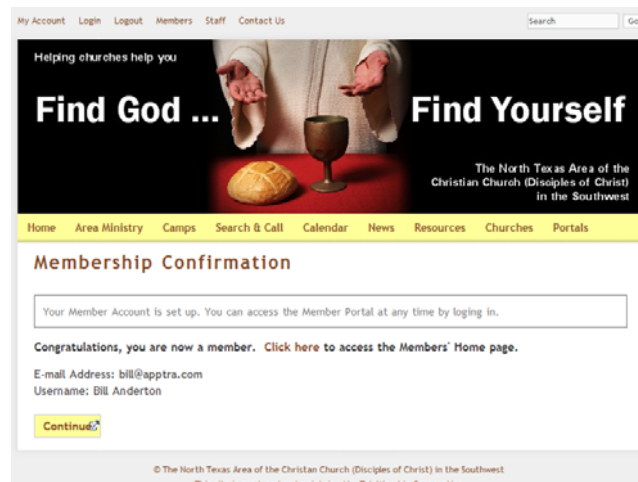 My Account Login Logout Members Staff Contact Us Search Go
Helping churches help you
Find God ... Find Yourself
The North Texas Area of the
Christian Church (Disciples of Christ)
in the Southwest
Home Area Ministry Camps Search & Call Calendar News Resources Churches Portals
Membership Confirmation
Your Member Account is set up. You can access the Member Portal at any time by loging in.
Congratulations, you are now a member. Click here to access the Members' Home page.
E-mail Address: bill@apptra.com
Username: Bill Anderton
Continue
© The North Texas Area of the Christan Church (Disciples of Christ) in the Southwest